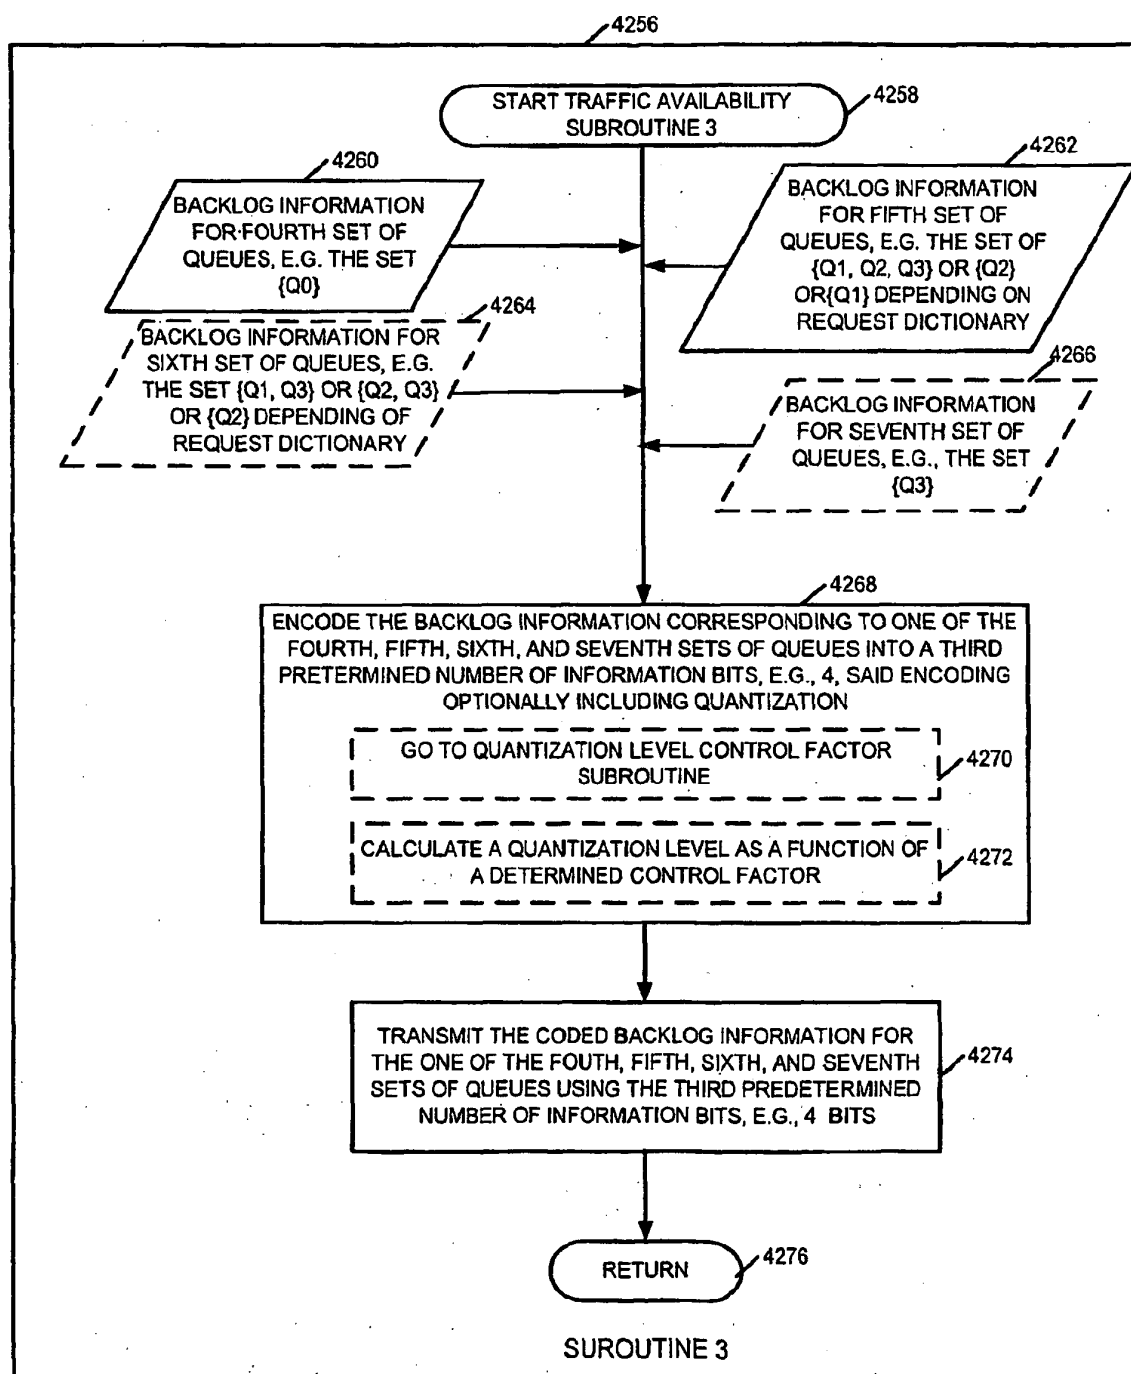 4256
START TRAFFIC AVAILABILITY
SUBROUTINE 3
4258
4260
BACKLOG INFORMATION
FOR FOURTH SET OF
QUEUES, E.G. THE SET
{Q0}
4262
BACKLOG INFORMATION
FOR FIFTH SET OF
QUEUES, E.G. THE SET OF
{Q1, Q2, Q3} OR {Q2}
OR{Q1} DEPENDING ON
REQUEST DICTIONARY
4264
BACKLOG INFORMATION FOR
SIXTH SET OF QUEUES, E.G.
THE SET {Q1, Q3} OR {Q2, Q3}
OR {Q2} DEPENDING OF
REQUEST DICTIONARY
4266
BACKLOG INFORMATION
FOR SEVENTH SET OF
QUEUES, E.G., THE SET
{Q3}
4268
ENCODE THE BACKLOG INFORMATION CORRESPONDING TO ONE OF THE
FOURTH, FIFTH, SIXTH, AND SEVENTH SETS OF QUEUES INTO A THIRD
PRETERMINED NUMBER OF INFORMATION BITS, E.G., 4, SAID ENCODING
OPTIONALLY INCLUDING QUANTIZATION
GO TO QUANTIZATION LEVEL CONTROL FACTOR
SUBROUTINE
4270
CALCULATE A QUANTIZATION LEVEL AS A FUNCTION OF
A DETERMINED CONTROL FACTOR
4272
TRANSMIT THE CODED BACKLOG INFORMATION FOR
THE ONE OF THE FOUTH, FIFTH, SIXTH, AND SEVENTH
SETS OF QUEUES USING THE THIRD PREDETERMINED
NUMBER OF INFORMATION BITS, E.G., 4 BITS
4274
RETURN
4276
SUROUTINE 3